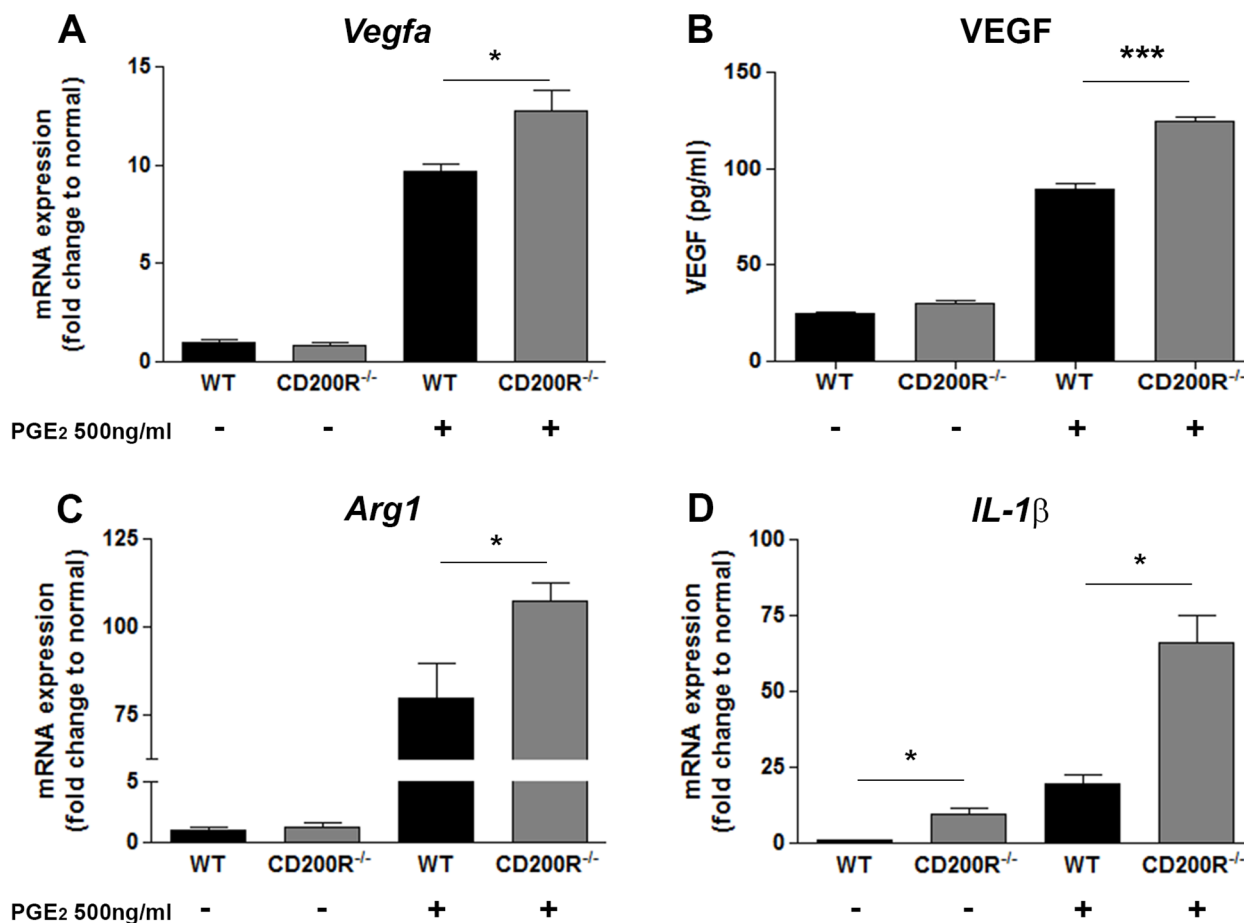 A
Vegfa
mRNA expression
(fold change to normal)
15
10
5
0
*
WT
CD200R-/-
WT
CD200R-/-
PGE2 500ng/ml
-
-
+
+
B
VEGF
VEGF (pg/ml)
150
100
50
0
***
WT
CD200R-/-
WT
CD200R-/-
-
-
+
+
C
Arg1
mRNA expression
(fold change to normal)
125
100
75
5
0
*
WT
CD200R-/-
WT
CD200R-/-
PGE2 500ng/ml
-
-
+
+
D
IL-1β
mRNA expression
(fold change to normal)
100
75
50
25
0
*
*
WT
CD200R-/-
WT
CD200R-/-
-
-
+
+